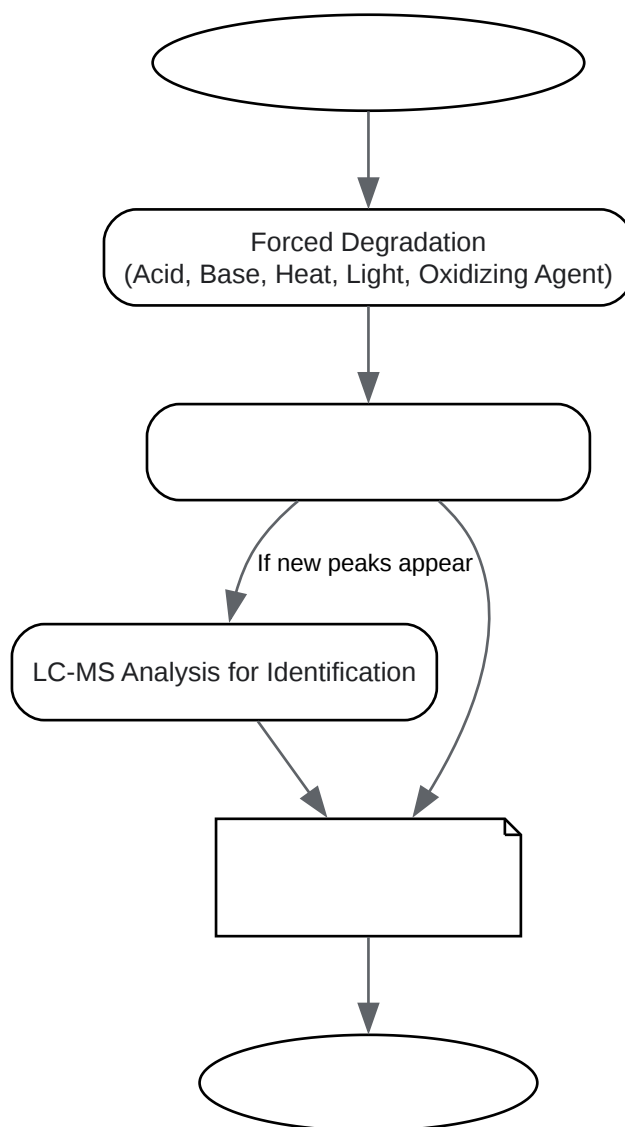 Forced Degradation
(Acid, Base, Heat, Light, Oxidizing Agent)
If new peaks appear
LC-MS Analysis for Identification